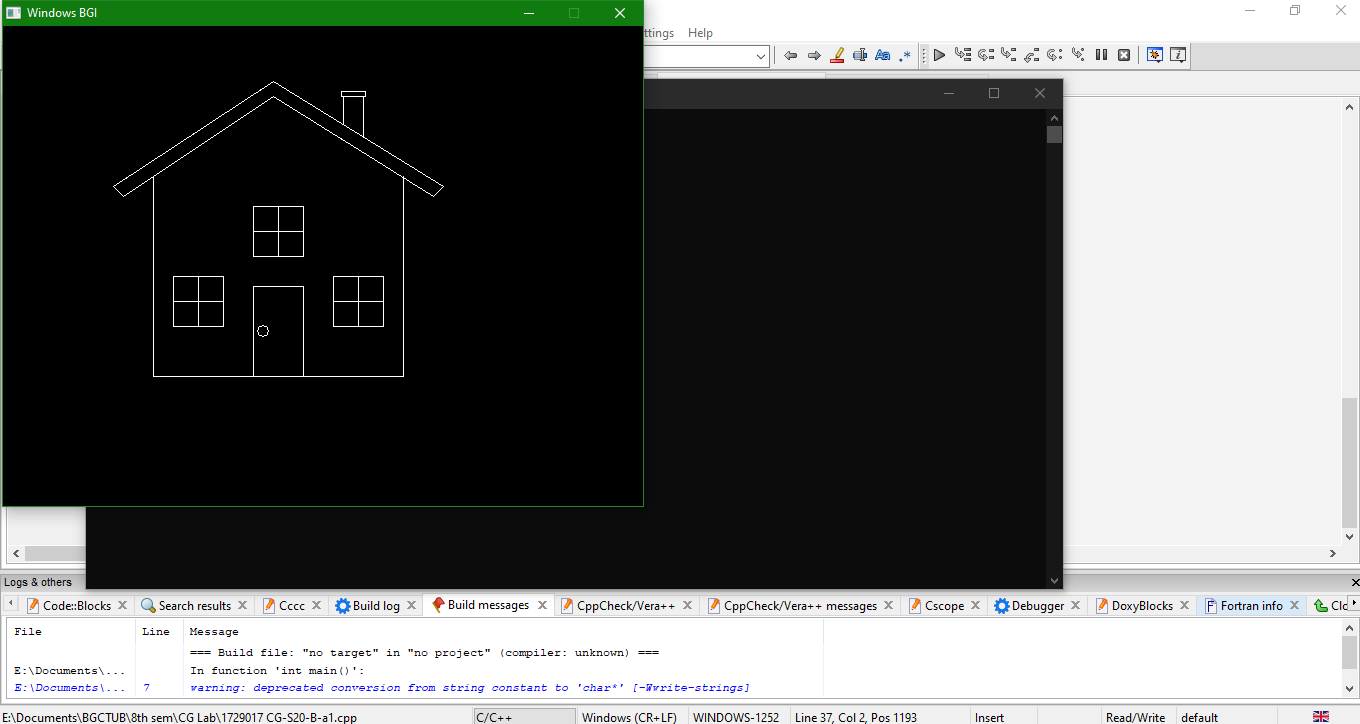 Windows BGI
ttings Help
Logs & others
Code::Blocks Search results Cccc Build log Build messages CppCheck/Vera++ CppCheck/Vera++ messages Cscope Debugger DoxyBlocks Fortran info Clo
File Line Message
=== Build file: "no target" in "no project" (compiler: unknown) ===
E:\Documents\... In function 'int main()':
E:\Documents\... 7 warning: deprecated conversion from string constant to 'char*' [-Wwrite-strings]
E:\Documents\BGCTUB\8th sem\CG Lab\1729017 CG-S20-B-a1.cpp C/C++ Windows (CR+LF) WINDOWS-1252 Line 37, Col 2, Pos 1193 Insert Read/Write default